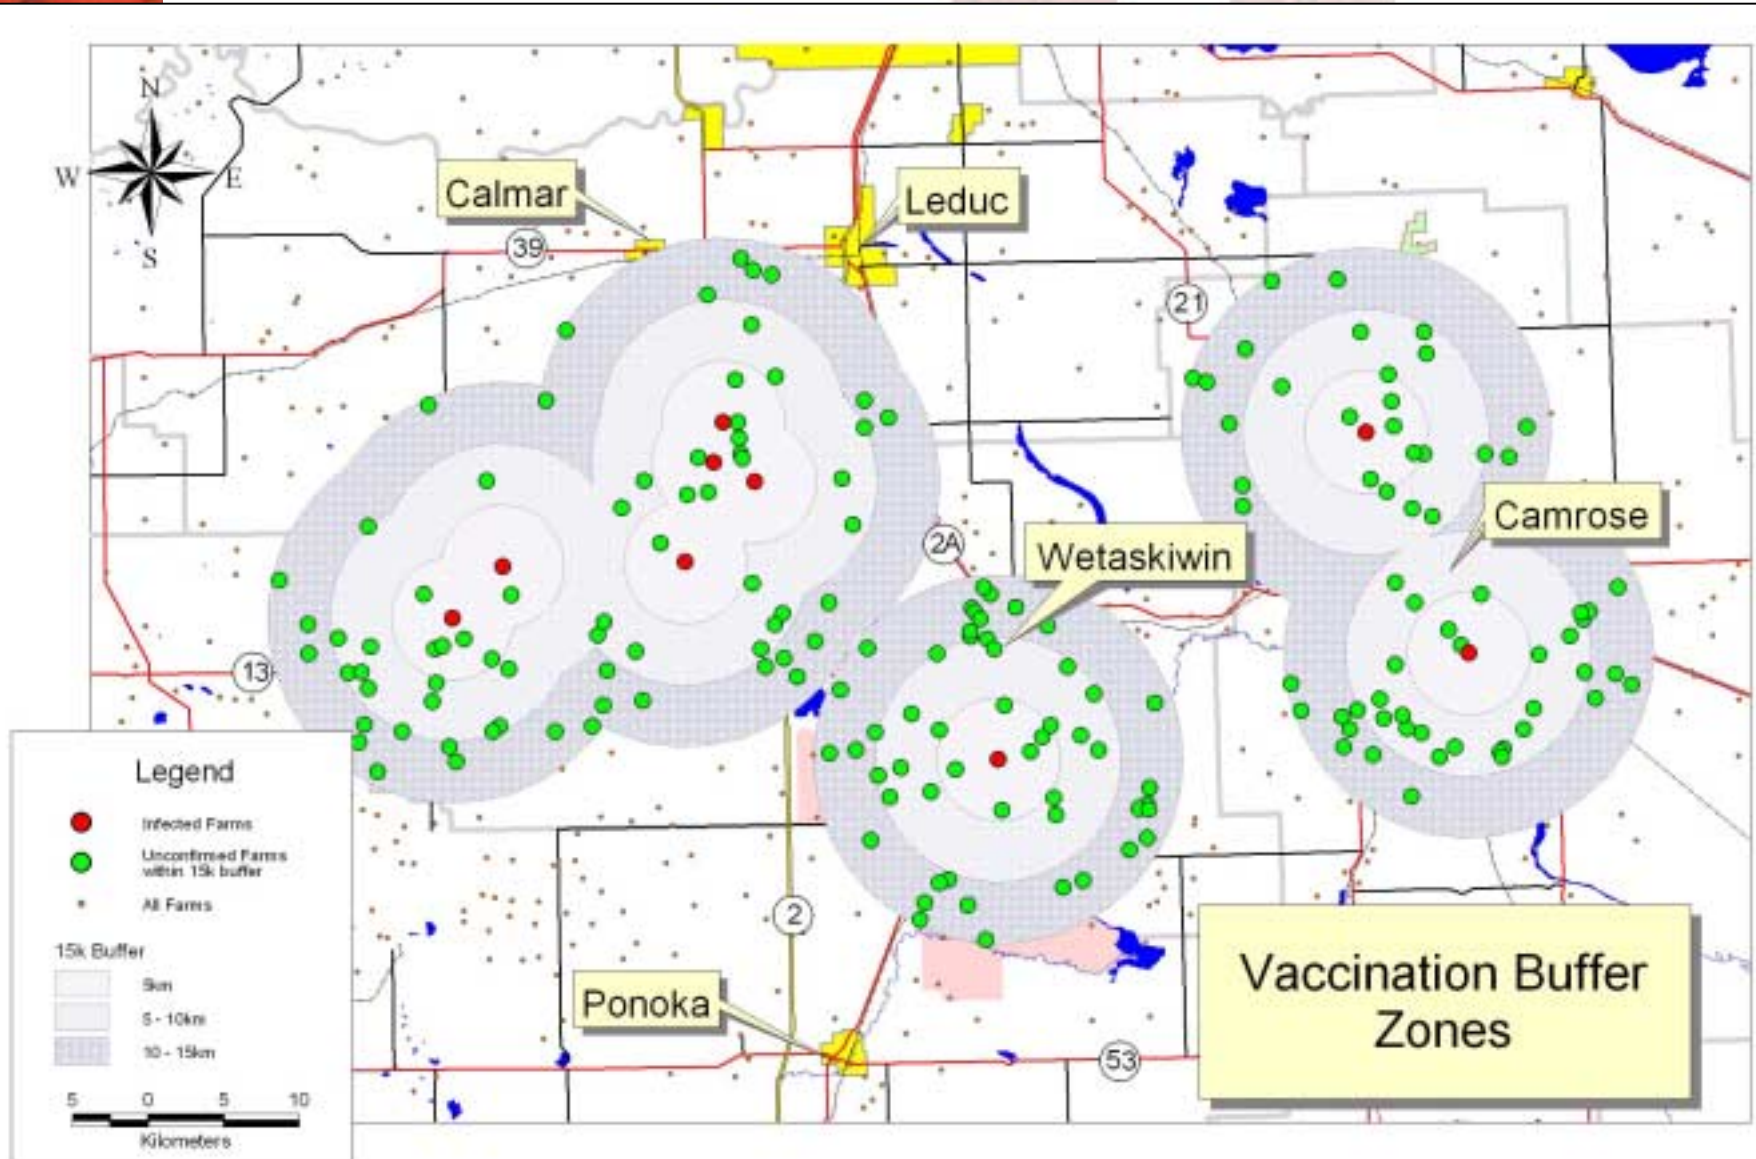 N
W
E
S
Calmar
Leduc
39
21
Camrose
2A
Wetaskiwin
13
Legend
Infected Farms
Unconfirmed Farms
within 15k buffer
All Farms
15k Buffer
5km
5 - 10km
10 - 15km
5 0 5 10
Kilometers
2
Ponoka
53
Vaccination Buffer
Zones